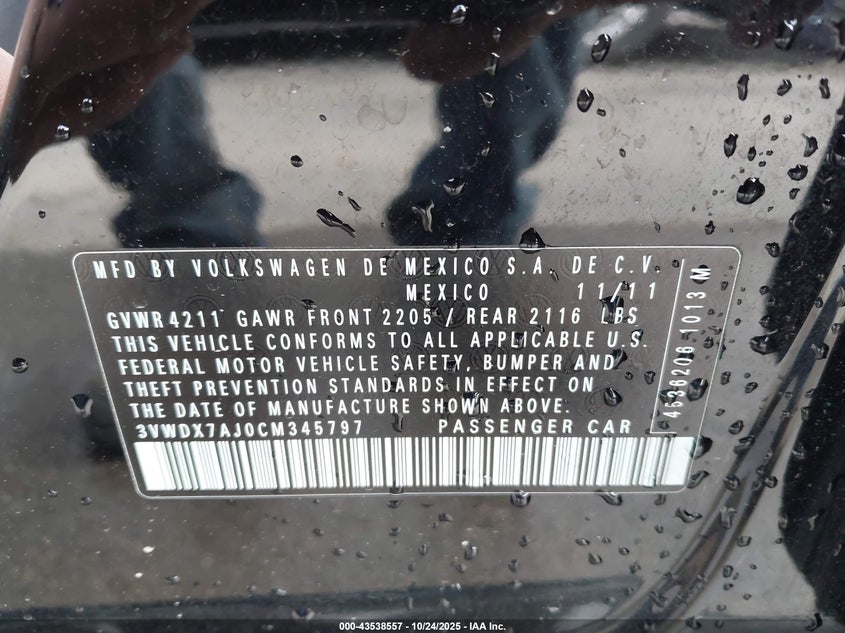 MFD BY VOLKSWAGEN DE MEXICO S.A. DE C.V.
MEXICO 11/11
GVWR 4211 GAWR FRONT 2205 / REAR 2116 LBS
THIS VEHICLE CONFORMS TO ALL APPLICABLE U.S.
FEDERAL MOTOR VEHICLE SAFETY, BUMPER AND
THEFT PREVENTION STANDARDS IN EFFECT ON
THE DATE OF MANUFACTURE SHOWN ABOVE.
3VWDX7AJ0CM345797 PASSENGER CAR
4536206 1013 M
000-43538557 - 10/24/2025 - IAA Inc.